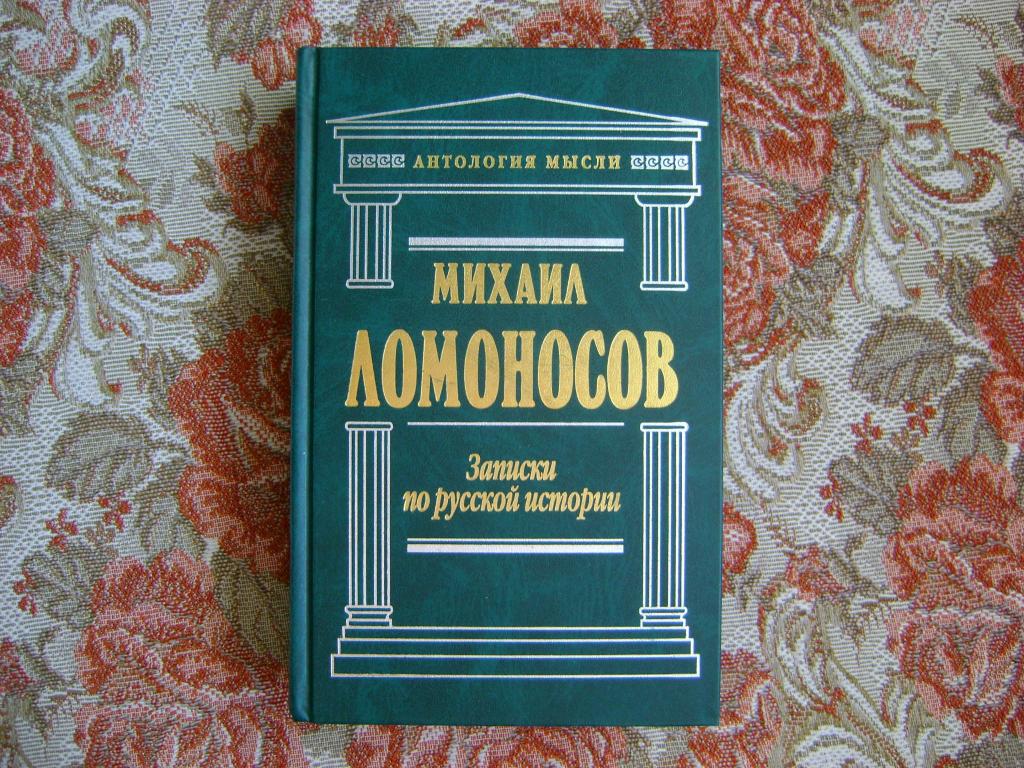 АНТОЛОГИЯ МЫСЛИ
МИХАИЛ
ЛОМОНОСОВ
Записки
по русской истории